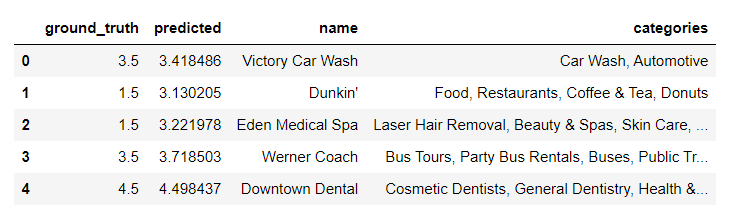 ground_truth predicted name categories
0 3.5 3.418486 Victory Car Wash Car Wash, Automotive
1 1.5 3.130205 Dunkin' Food, Restaurants, Coffee & Tea, Donuts
2 1.5 3.221978 Eden Medical Spa Laser Hair Removal, Beauty & Spas, Skin Care, ...
3 3.5 3.718503 Werner Coach Bus Tours, Party Bus Rentals, Buses, Public Tr...
4 4.5 4.498437 Downtown Dental Cosmetic Dentists, General Dentistry, Health &...